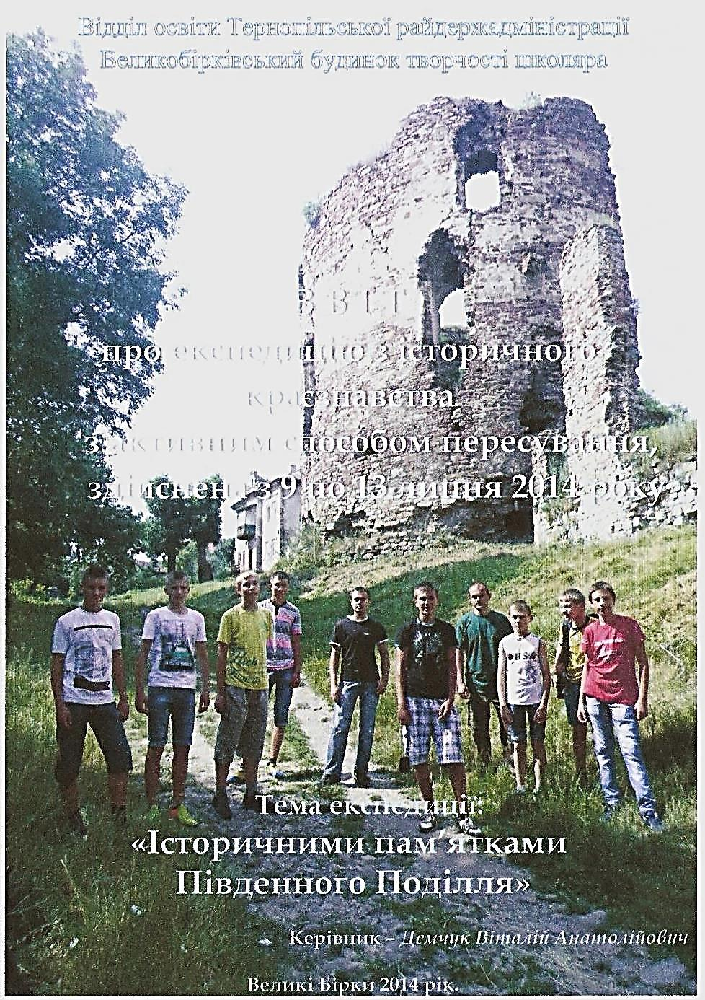 Відділ освіти Тернопільської райдержадміністрації
Великобірківський будинок творчості школяра
ЗВІТ
про експедицію з історичного
краєзнавства
з активним способом пересування,
здійснена з 9 по 13 липня 2014 року
Тема експедиції:
«Історичними пам’ятками
Південного Поділля»
Керівник – Демчук Віталій Анатолійович
Великі Бірки 2014 рік.